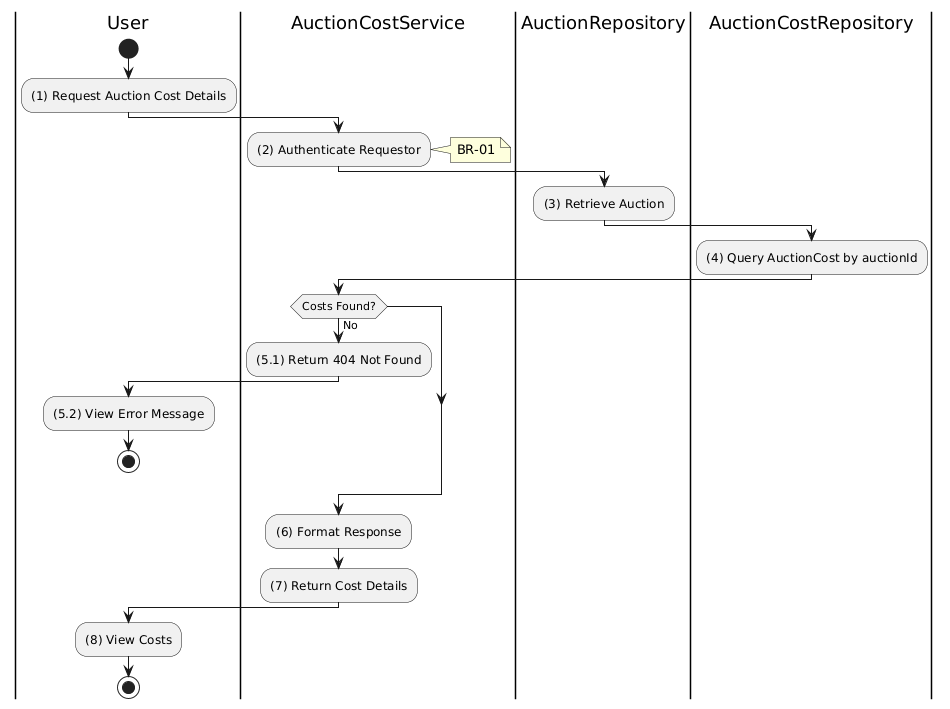 User
AuctionCostService
AuctionRepository
AuctionCostRepository
(1) Request Auction Cost Details
(2) Authenticate Requestor
BR-01
(3) Retrieve Auction
(4) Query AuctionCost by auctionId
Costs Found?
No
(5.1) Return 404 Not Found
(5.2) View Error Message
(6) Format Response
(7) Return Cost Details
(8) View Costs